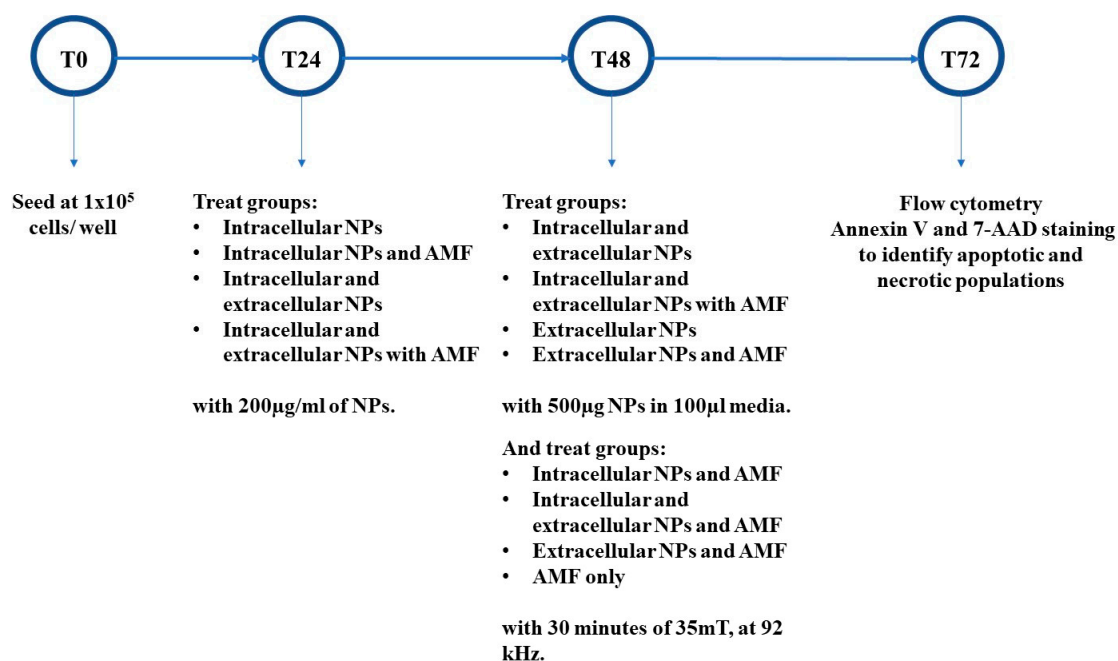 T0
T24
T48
T72
Seed at 1x10⁵
cells/ well
Treat groups:
• Intracellular NPs
• Intracellular NPs and AMF
• Intracellular and
extracellular NPs
• Intracellular and
extracellular NPs with AMF
with 200µg/ml of NPs.
Treat groups:
• Intracellular and
extracellular NPs
• Intracellular and
extracellular NPs with AMF
• Extracellular NPs
• Extracellular NPs and AMF
with 500µg NPs in 100µl media.
And treat groups:
• Intracellular NPs and AMF
• Intracellular and
extracellular NPs and AMF
• Extracellular NPs and AMF
• AMF only
with 30 minutes of 35mT, at 92
kHz.
Flow cytometry
Annexin V and 7-AAD staining
to identify apoptotic and
necrotic populations